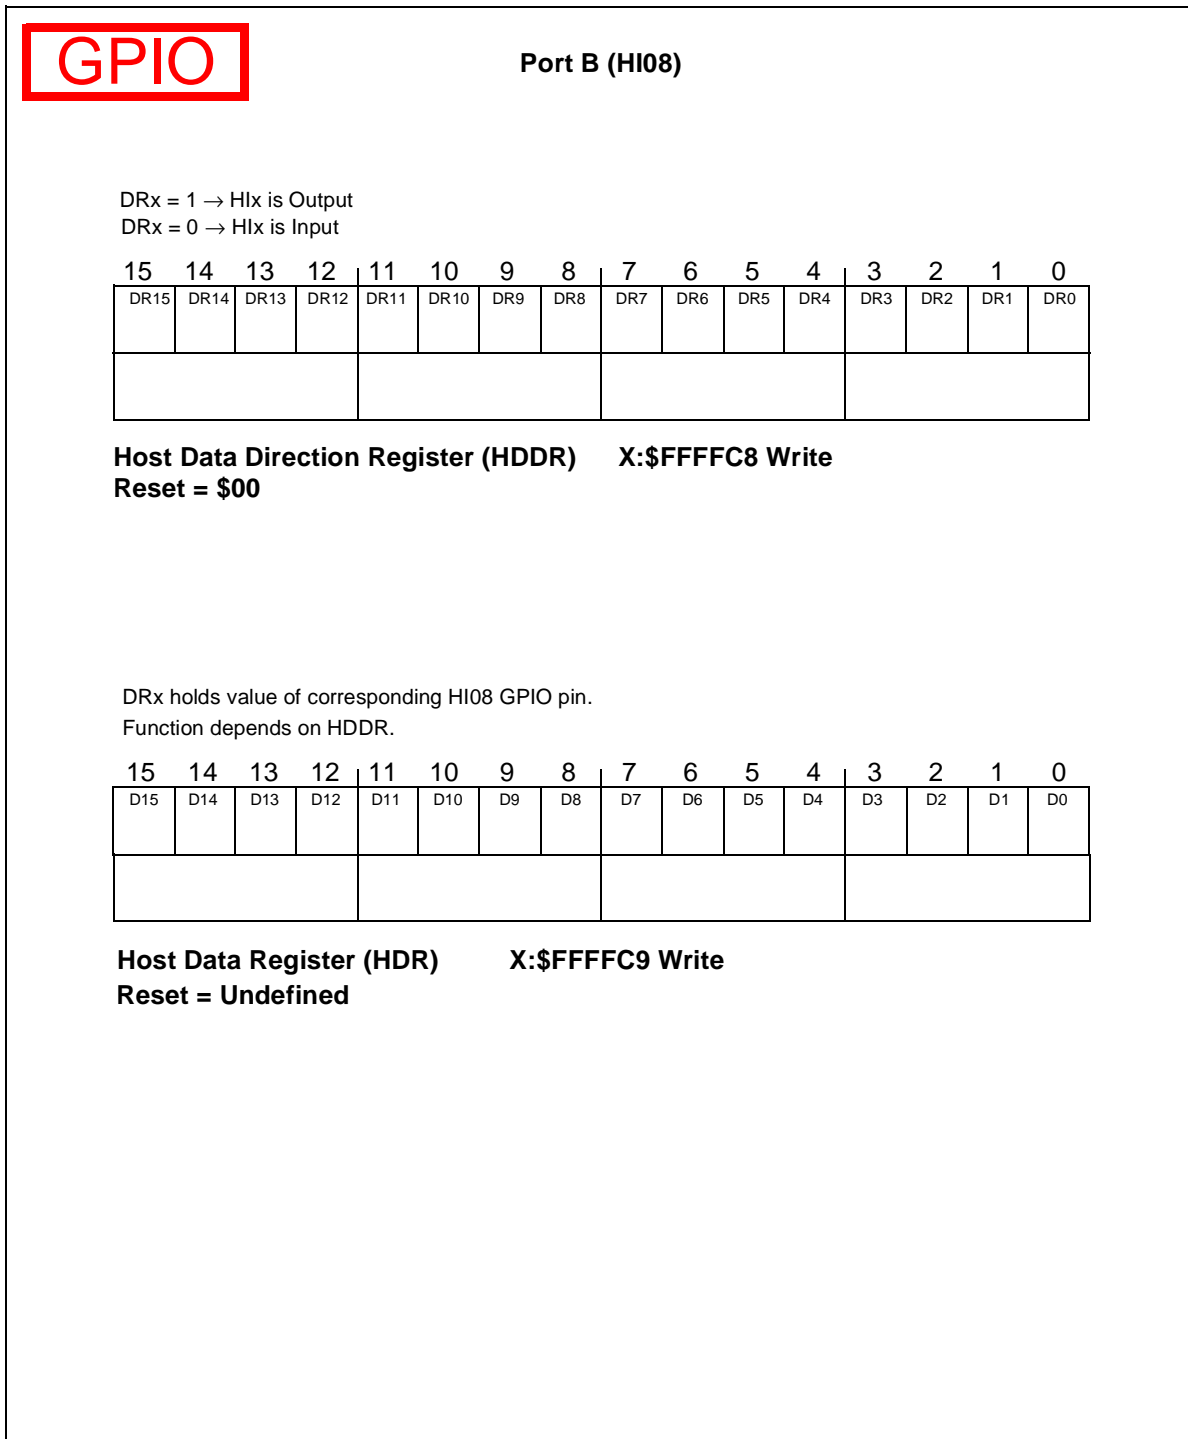 GPIO
Port B (HI08)
DRx = 1 → HIx is Output
DRx = 0 → HIx is Input
15 14 13 12 11 10 9 8 7 6 5 4 3 2 1 0
DR15 DR14 DR13 DR12 DR11 DR10 DR9 DR8 DR7 DR6 DR5 DR4 DR3 DR2 DR1 DR0
Host Data Direction Register (HDDR) X:$FFFFC8 Write
Reset = $00
DRx holds value of corresponding HI08 GPIO pin.
Function depends on HDDR.
15 14 13 12 11 10 9 8 7 6 5 4 3 2 1 0
D15 D14 D13 D12 D11 D10 D9 D8 D7 D6 D5 D4 D3 D2 D1 D0
Host Data Register (HDR) X:$FFFFC9 Write
Reset = Undefined